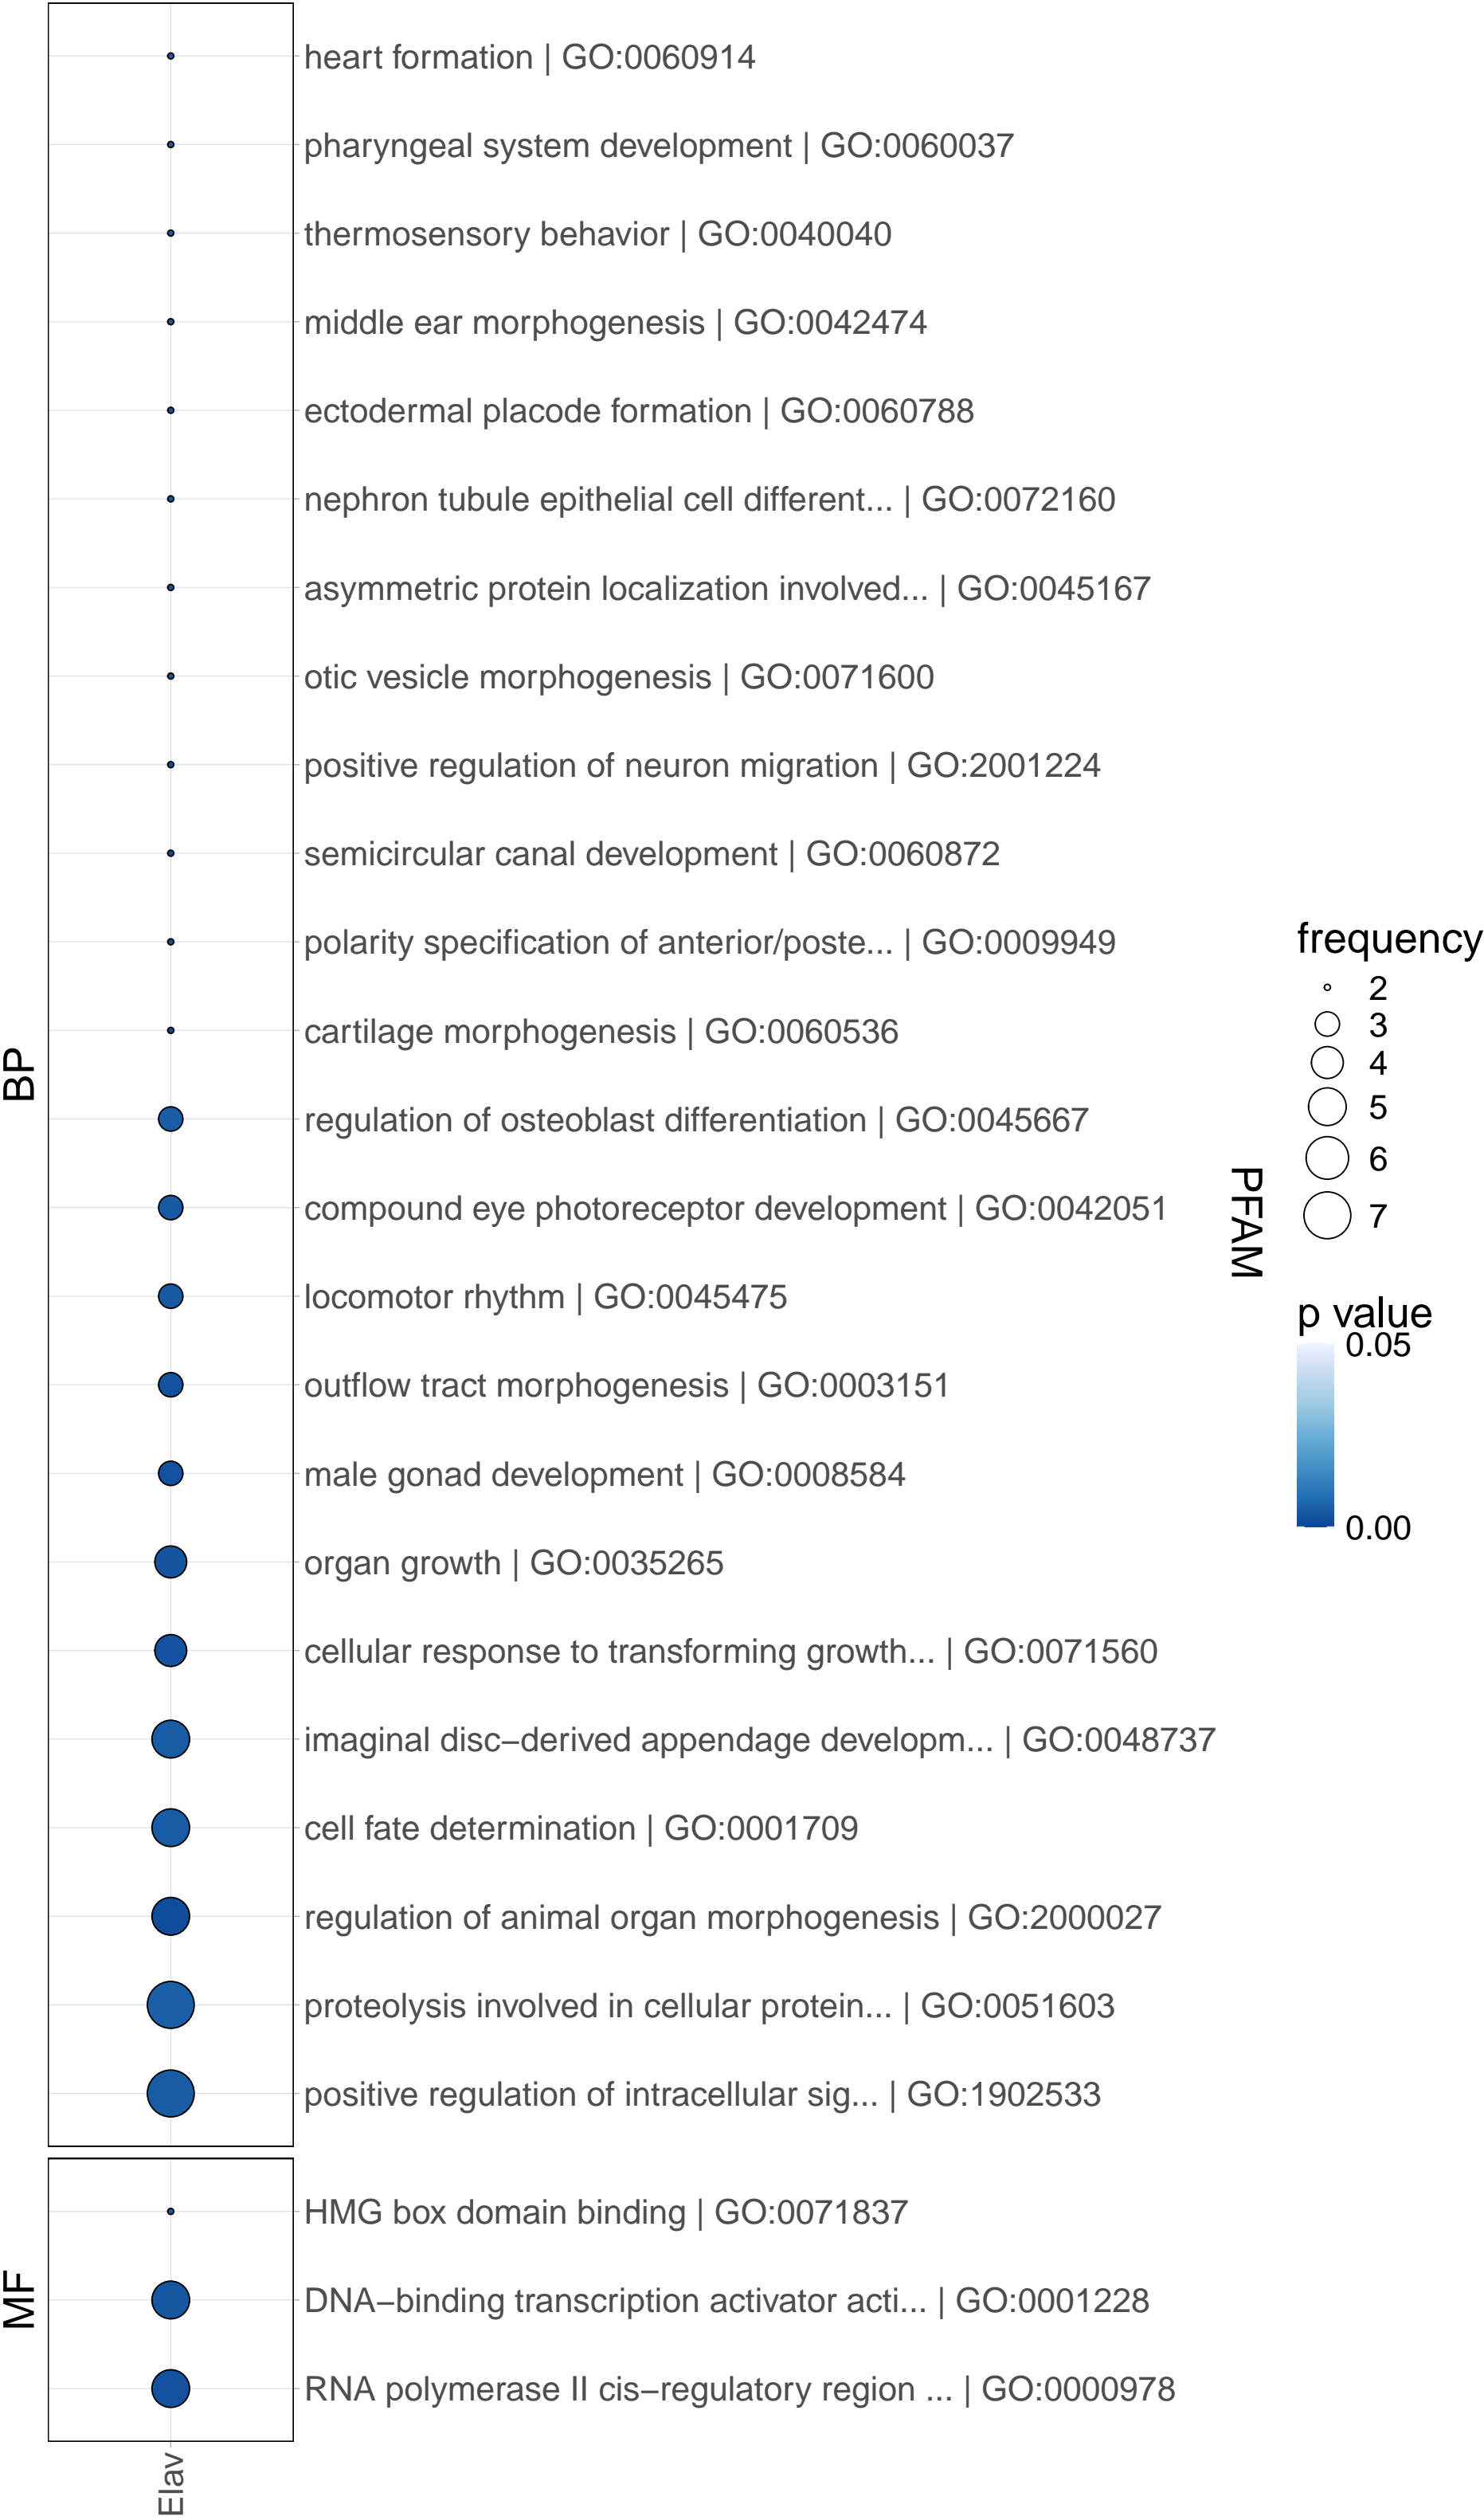 BP
heart formation | GO:0060914
pharyngeal system development | GO:0060037
thermosensory behavior | GO:0040040
middle ear morphogenesis | GO:0042474
ectodermal placode formation | GO:0060788
nephron tubule epithelial cell different... | GO:0072160
asymmetric protein localization involved... | GO:0045167
otic vesicle morphogenesis | GO:0071600
positive regulation of neuron migration | GO:2001224
semicircular canal development | GO:0060872
polarity specification of anterior/poste... | GO:0009949
cartilage morphogenesis | GO:0060536
regulation of osteoblast differentiation | GO:0045667
compound eye photoreceptor development | GO:0042051
locomotor rhythm | GO:0045475
outflow tract morphogenesis | GO:0003151
male gonad development | GO:0008584
organ growth | GO:0035265
cellular response to transforming growth... | GO:0071560
imaginal disc−derived appendage developm... | GO:0048737
cell fate determination | GO:0001709
regulation of animal organ morphogenesis | GO:2000027
proteolysis involved in cellular protein... | GO:0051603
positive regulation of intracellular sig... | GO:1902533
MF
HMG box domain binding | GO:0071837
DNA−binding transcription activator acti... | GO:0001228
RNA polymerase II cis−regulatory region ... | GO:0000978
Elav
PFAM
frequency
2
3
4
5
6
7
p value
0.05
0.00